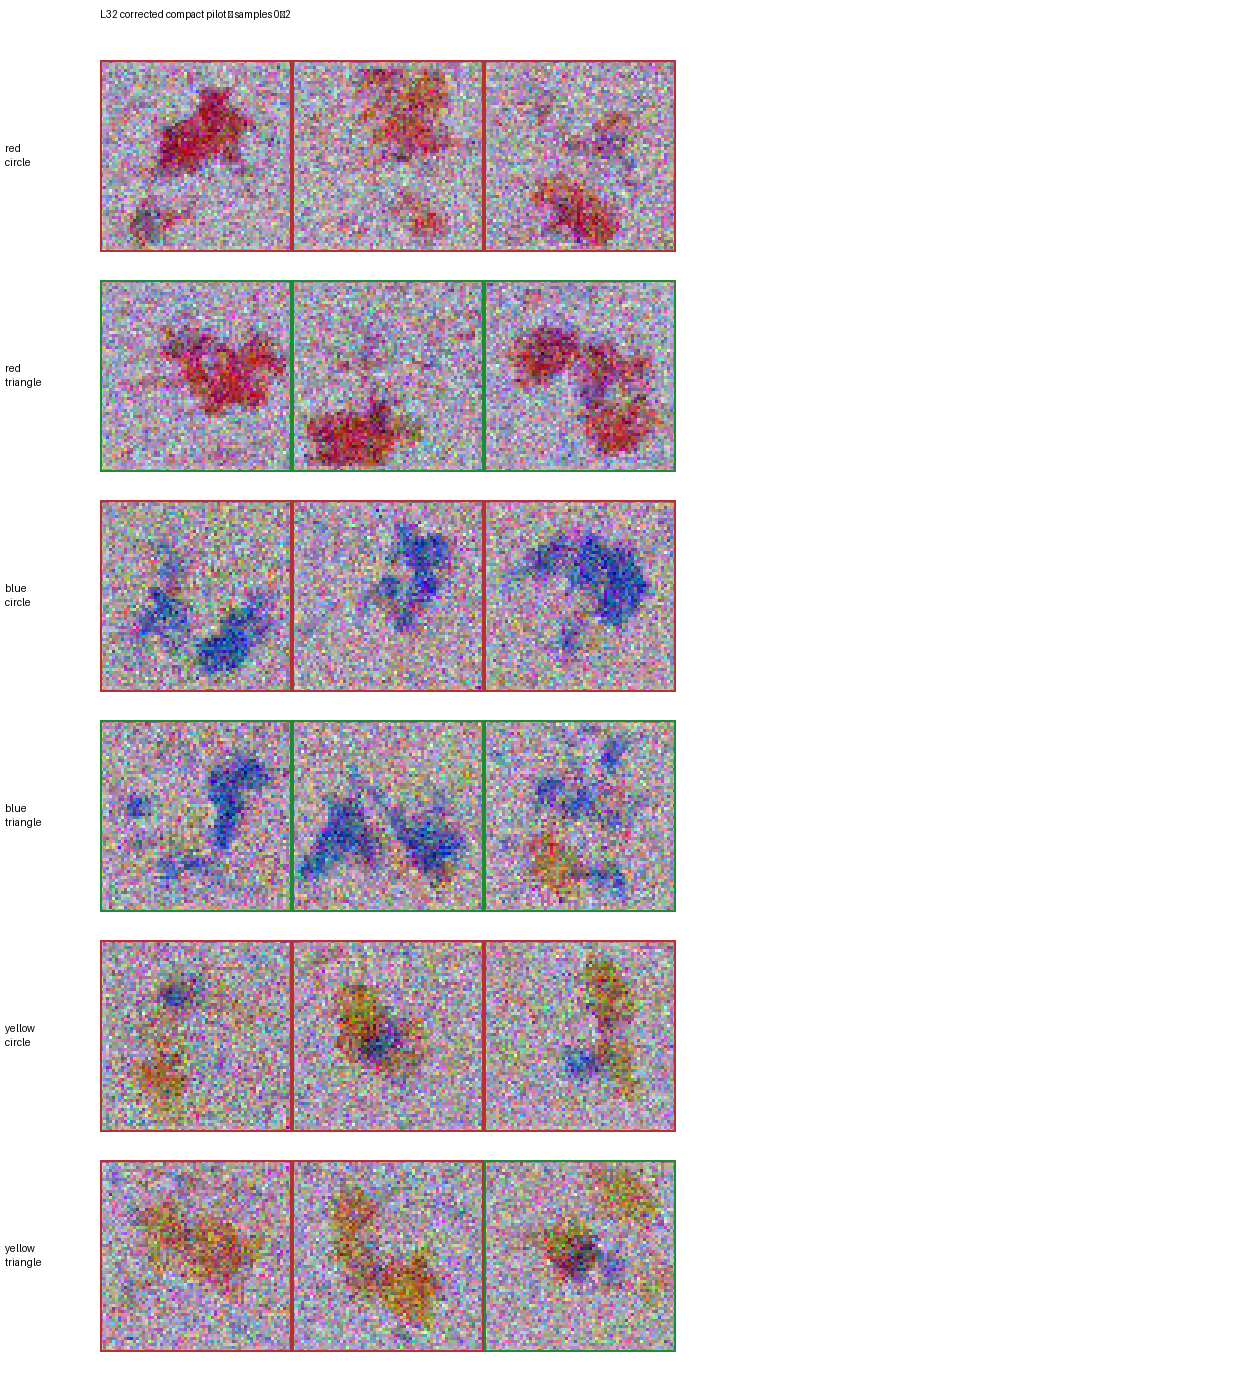 L32 corrected compact pilot □ samples 0□2
red
circle
red
triangle
blue
circle
blue
triangle
yellow
circle
yellow
triangle